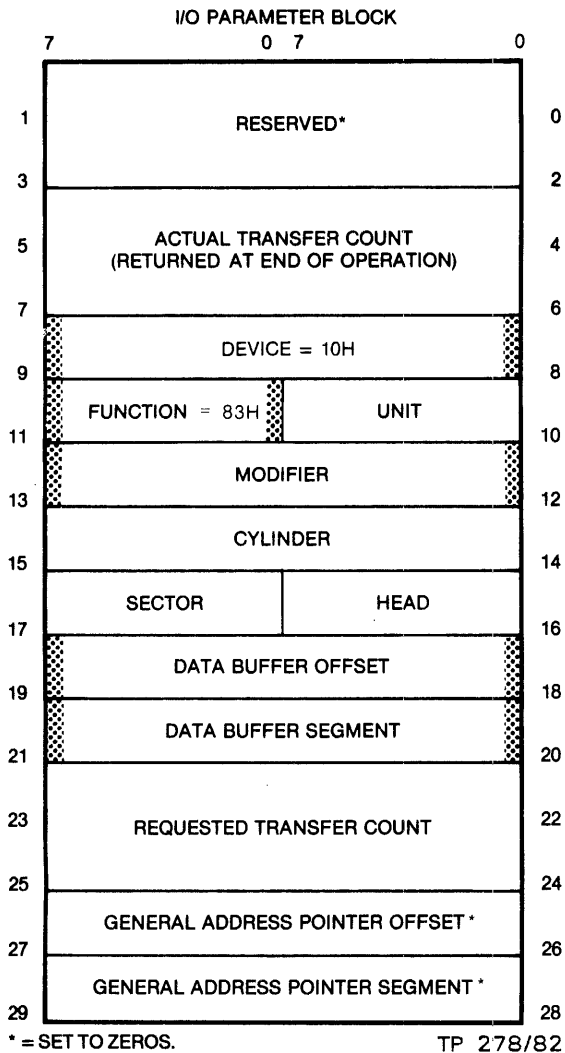 I/O PARAMETER BLOCK
7 0 7 0
1 RESERVED* 0
3 2
5 ACTUAL TRANSFER COUNT 4
(RETURNED AT END OF OPERATION)
7 6
DEVICE = 10H
9 8
FUNCTION = 83H UNIT
11 10
MODIFIER
13 12
CYLINDER
15 14
SECTOR HEAD
17 16
DATA BUFFER OFFSET
19 18
DATA BUFFER SEGMENT
21 20
23 REQUESTED TRANSFER COUNT 22
25 24
GENERAL ADDRESS POINTER OFFSET*
27 26
GENERAL ADDRESS POINTER SEGMENT*
29 28
* = SET TO ZEROS. TP 278/82